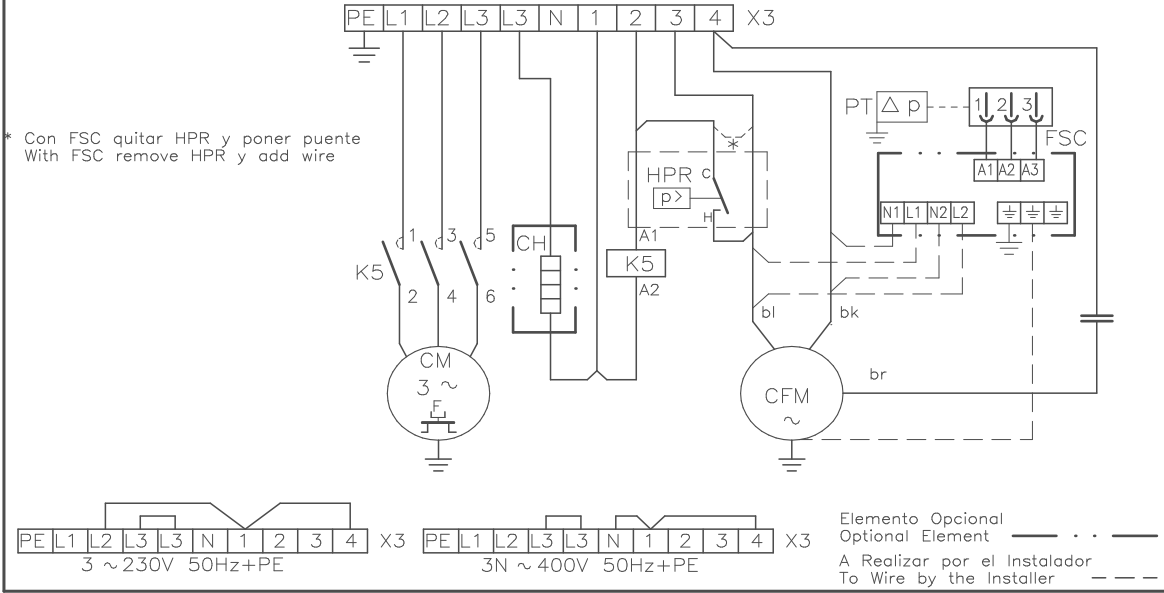 PE L1 L2 L3 L3 N 1 2 3 4 X3
* Con FSC quitar HPR y poner puente
With FSC remove HPR y add wire
PT Δ p
1 2 3
FSC
A1 A2 A3
N1 L1 N2 L2
*
HPR C
p>
H
A1
K5
A2
K5
1 3 5
2 4 6
CH
CM
3 ~
F
bl bk
br
CFM
~
PE L1 L2 L3 L3 N 1 2 3 4 X3
3 ~ 230V 50Hz+PE
PE L1 L2 L3 L3 N 1 2 3 4 X3
3N ~ 400V 50Hz+PE
Elemento Opcional
Optional Element
A Realizar por el Instalador
To Wire by the Installer